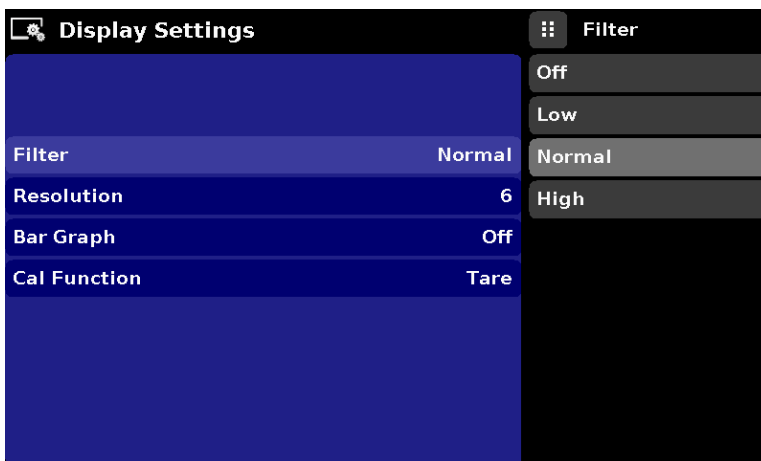 Display Settings
Filter Normal
Resolution 6
Bar Graph Off
Cal Function Tare
Filter
Off
Low
Normal
High